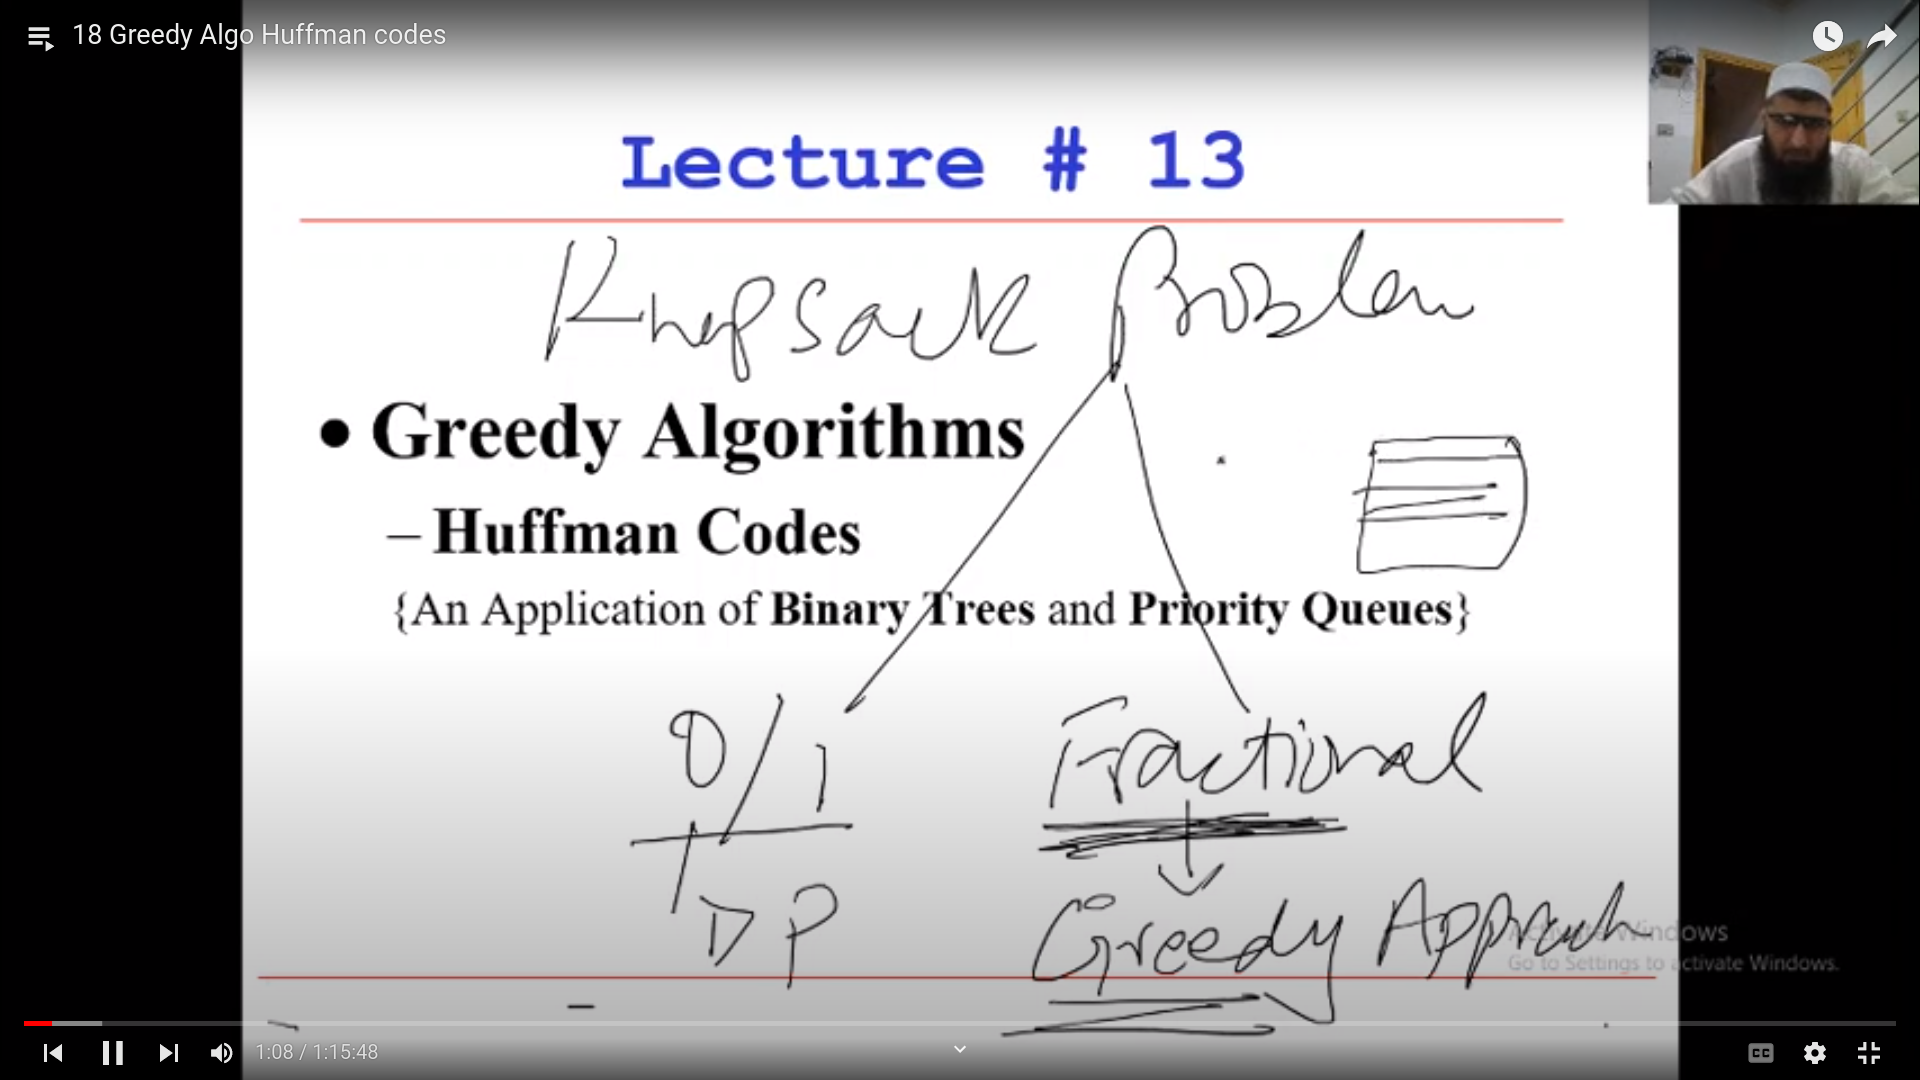 18 Greedy Algo Huffman codes
Lecture # 13
Knapsack Problem
• Greedy Algorithms
– Huffman Codes
{An Application of Binary Trees and Priority Queues}
0/1 Fractional
DP Greedy Approach
Activate Windows
Go to Settings to activate Windows.
1:08 / 1:15:48
CC